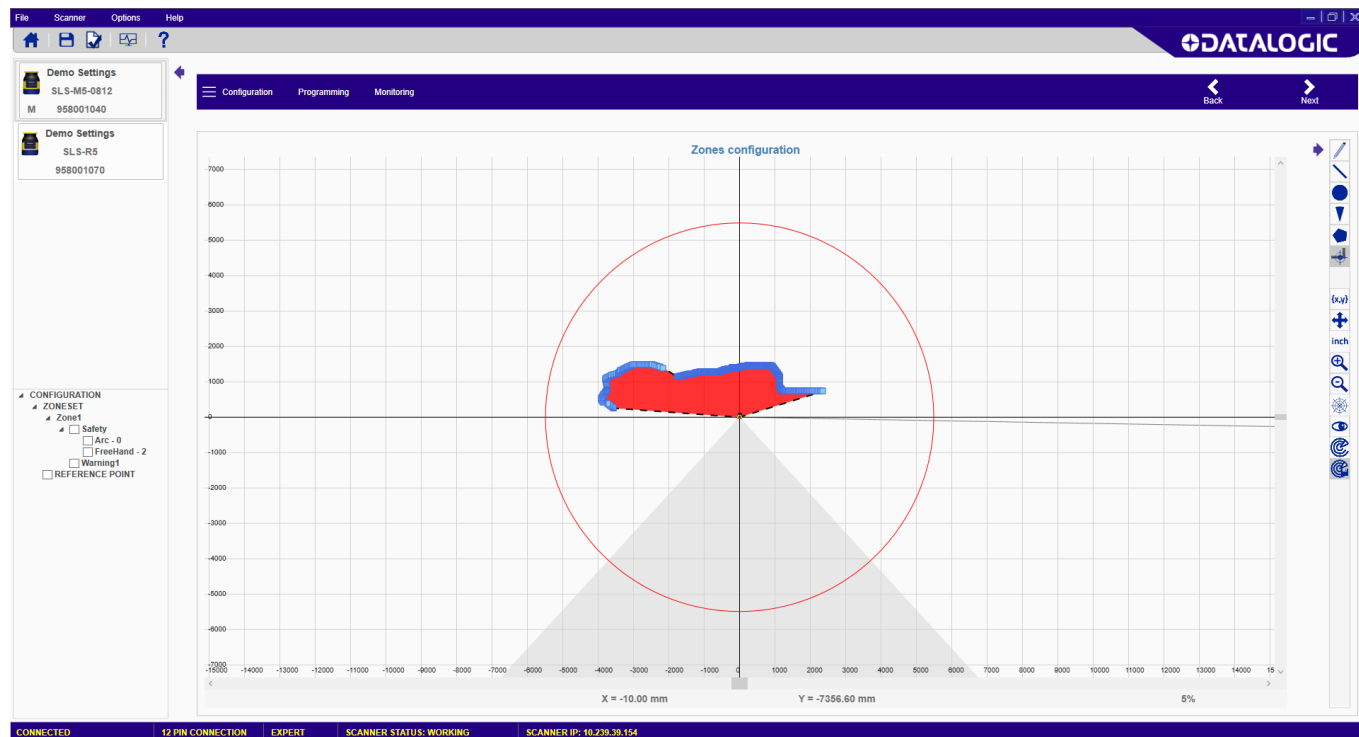 File Scanner Options Help
DATALOGIC
Demo Settings
SLS-M5-0812
M 958001040
Demo Settings
SLS-R5
958001070
Configuration Programming Monitoring Back Next
Zones configuration
7000
6000
5000
4000
3000
2000
1000
0
-1000
-2000
-3000
-4000
-5000
-6000
-7000
-15000 -14000 -13000 -12000 -11000 -10000 -9000 -8000 -7000 -6000 -5000 -4000 -3000 -2000 -1000 0 1000 2000 3000 4000 5000 6000 7000 8000 9000 10000 11000 12000 13000 14000 15
{x,y}
inch
CONFIGURATION
ZONESET
Zone1
Safety
Arc - 0
FreeHand - 2
Warning1
REFERENCE POINT
X = -10.00 mm Y = -7356.60 mm 5%
CONNECTED 12 PIN CONNECTION EXPERT SCANNER STATUS: WORKING SCANNER IP: 10.239.39.154